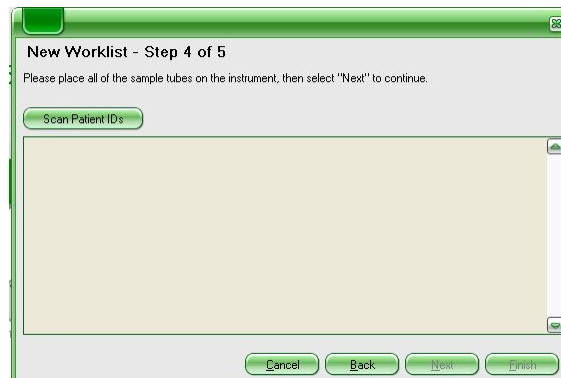 New Worklist - Step 4 of 5
Please place all of the sample tubes on the instrument, then select "Next" to continue.
Scan Patient IDs
Cancel Back Next Finish